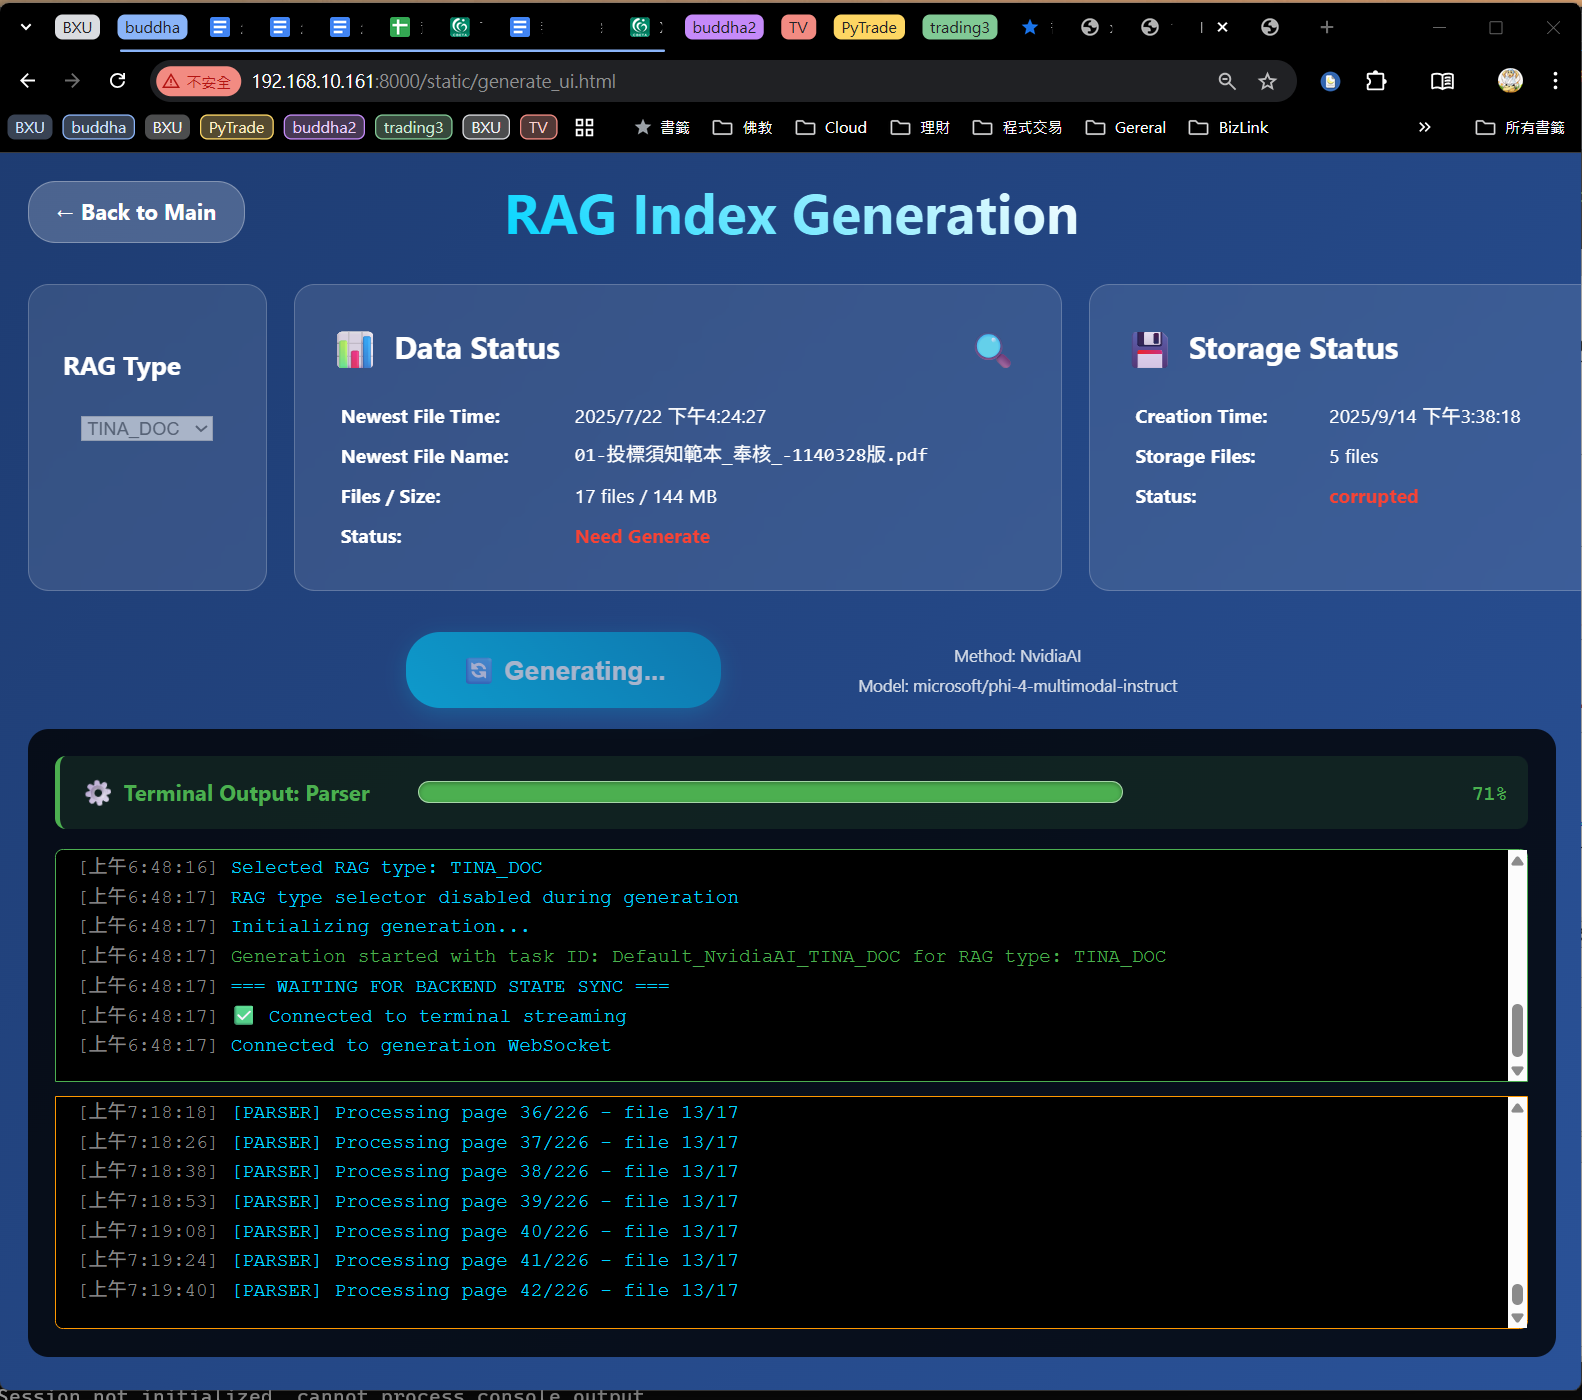 BXU
buddha
buddha2
TV
PyTrade
trading3
不安全
192.168.10.161:8000/static/generate_ui.html
BXU
buddha
BXU
PyTrade
buddha2
trading3
BXU
TV
書籤
佛教
Cloud
理財
程式交易
Gereral
BizLink
所有書籤
← Back to Main
RAG Index Generation
RAG Type
TINA_DOC
Data Status
Newest File Time: 2025/7/22 下午4:24:27
Newest File Name: 01-投標須知範本_奉核_-1140328版.pdf
Files / Size: 17 files / 144 MB
Status: Need Generate
Storage Status
Creation Time: 2025/9/14 下午3:38:18
Storage Files: 5 files
Status: corrupted
Generating...
Method: NvidiaAI
Model: microsoft/phi-4-multimodal-instruct
Terminal Output: Parser
71%
[上午6:48:16] Selected RAG type: TINA_DOC
[上午6:48:17] RAG type selector disabled during generation
[上午6:48:17] Initializing generation...
[上午6:48:17] Generation started with task ID: Default_NvidiaAI_TINA_DOC for RAG type: TINA_DOC
[上午6:48:17] === WAITING FOR BACKEND STATE SYNC ===
[上午6:48:17] ✅ Connected to terminal streaming
[上午6:48:17] Connected to generation WebSocket
[上午7:18:18] [PARSER] Processing page 36/226 - file 13/17
[上午7:18:26] [PARSER] Processing page 37/226 - file 13/17
[上午7:18:38] [PARSER] Processing page 38/226 - file 13/17
[上午7:18:53] [PARSER] Processing page 39/226 - file 13/17
[上午7:19:08] [PARSER] Processing page 40/226 - file 13/17
[上午7:19:24] [PARSER] Processing page 41/226 - file 13/17
[上午7:19:40] [PARSER] Processing page 42/226 - file 13/17
Session not initialized, cannot process console output